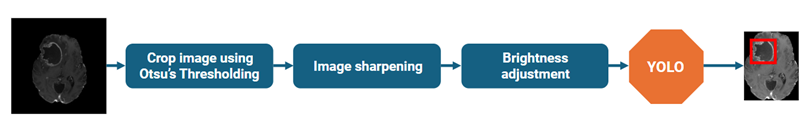 Crop image using
Otsu's Thresholding
Image sharpening
Brightness
adjustment
YOLO